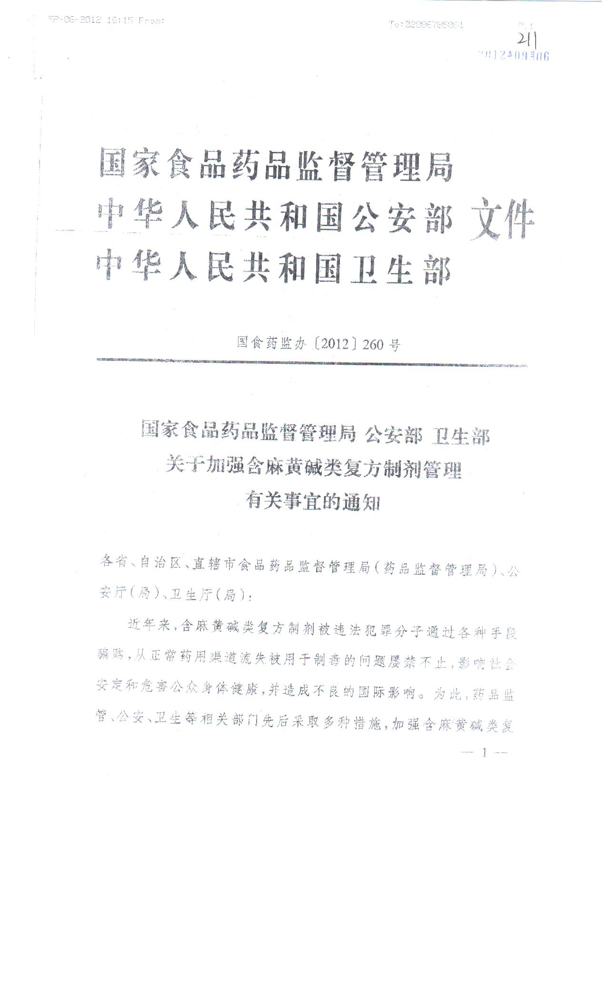 SP-06-2012 16:15 From:
To:02886785861
P.1
211
2012年09月06
国家食品药品监督管理局
中华人民共和国公安部 文件
中华人民共和国卫生部
国食药监办〔2012〕260号
国家食品药品监督管理局 公安部 卫生部
关于加强含麻黄碱类复方制剂管理
有关事宜的通知
各省、自治区、直辖市食品药品监督管理局(药品监督管理局)、公
安厅(局)、卫生厅(局):
近年来,含麻黄碱类复方制剂被违法犯罪分子通过各种手段
骗购,从正常药用渠道流失被用于制毒的问题屡禁不止,影响社会
安定和危害公众身体健康,并造成不良的国际影响。为此,药品监
管、公安、卫生等相关部门先后采取多种措施,加强含麻黄碱类复
— 1 —